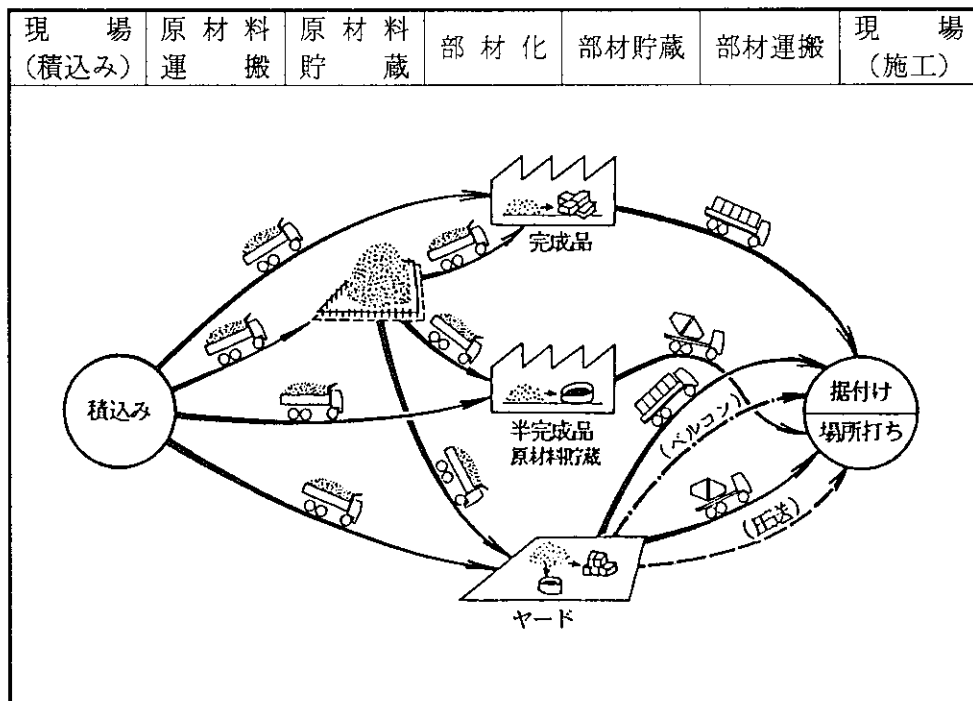 現場
(積込み)
原材料
運搬
原材料
貯蔵
部材化
部材貯蔵
部材運搬
現場
(施工)
完成品
積込み
半完成品
原材料貯蔵
(ベルコン)
据付け
場所打ち
(圧送)
ヤード